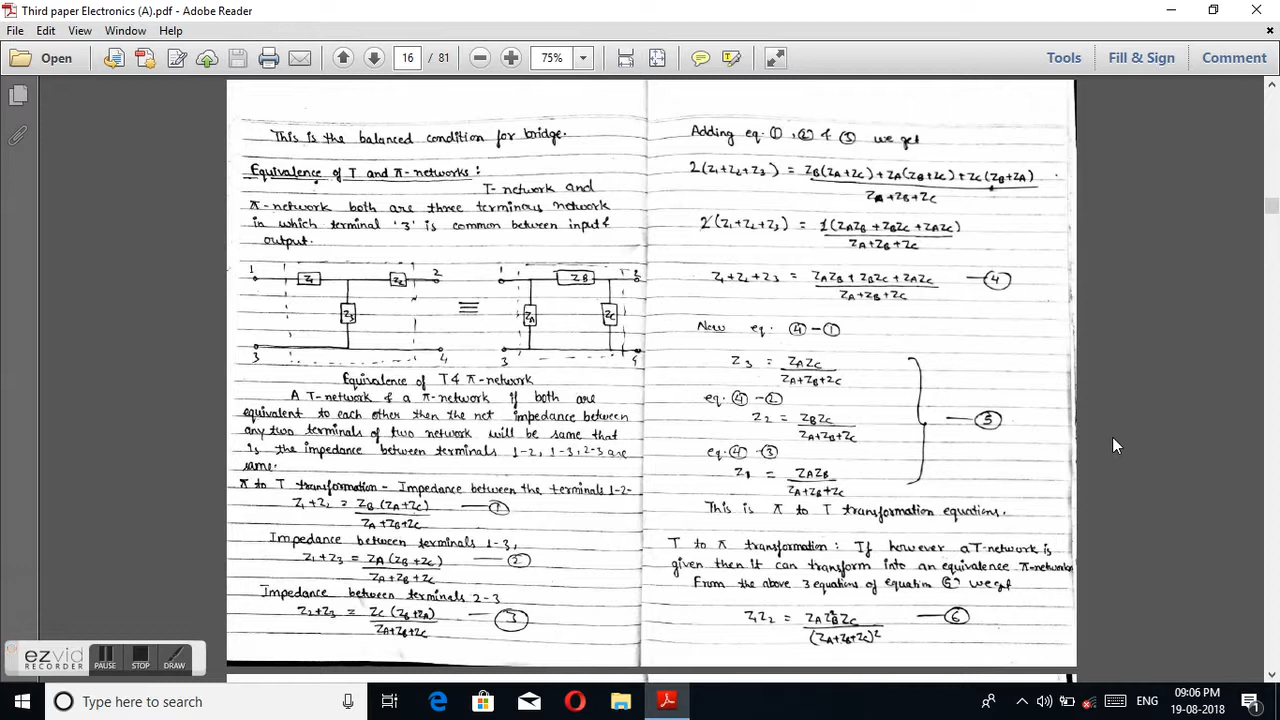 Third paper Electronics (A).pdf - Adobe Reader
File Edit View Window Help
Open 16 / 81 75% Tools Fill & Sign Comment
This is the balanced condition for bridge.
Equivalence of T and π-networks:
T-network and
π-network both are three terminous network
in which terminal '3' is common between input &
output.
1 Z1 Z2 2 1 ZB 2
Z3 ≡ ZA ZC
3 4 3 4
Equivalence of T & π-network
A T-network & a π-network if both are
equivalent to each other then the net impedance between
any two terminals of two network will be same that
is the impedance between terminals 1-2, 1-3, 2-3 are
same.
π to T transformation - Impedance between the terminals 1-2-
Z1+Z2 = ZB (ZA+ZC) — ①
ZA+ZB+ZC
Impedance between terminals 1-3,
Z1+Z3 = ZA (ZB+ZC) — ②
ZA+ZB+ZC
Impedance between terminals 2-3
Z2+Z3 = ZC (ZB+ZA) — ③
ZA+ZB+ZC
Adding eq. ①, ② & ③ we get
2(Z1+Z2+Z3) = ZB(ZA+ZC)+ZA(ZB+ZC)+ZC(ZB+ZA)
ZA+ZB+ZC
2(Z1+Z2+Z3) = 2(ZAZB+ZBZC+ZAZC)
ZA+ZB+ZC
Z1+Z2+Z3 = ZAZB+ZBZC+ZAZC — ④
ZA+ZB+ZC
Now eq. ④-①
Z3 = ZAZC
ZA+ZB+ZC
eq. ④-②
Z2 = ZBZC — ⑤
ZA+ZB+ZC
eq. ④-③
Z1 = ZAZB
ZA+ZB+ZC
This is π to T transformation equations.
T to π transformation: If however a T-network is
given then it can transform into an equivalence π-network
From the above 3 equations of equation we get
Z1Z2 = ZAZB²ZC — ⑥
(ZA+ZB+ZC)²
ezvid
RECORDER
PAUSE STOP DRAW
Type here to search
08:06 PM
19-08-2018
1